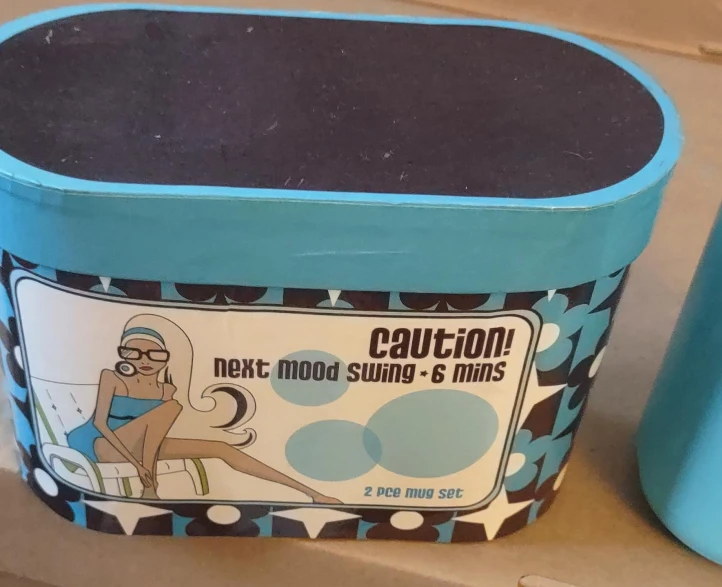 CAUTION!
next mood swing • 6 mins
2 pce mug set